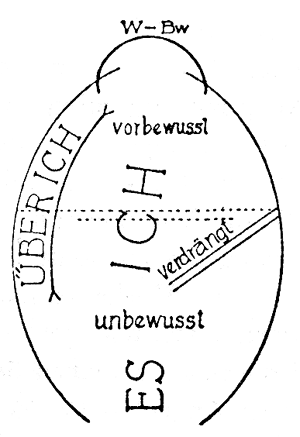 W-Bw
vorbewusst
ÜBERICH
ICH
verdrängt
unbewusst
ES